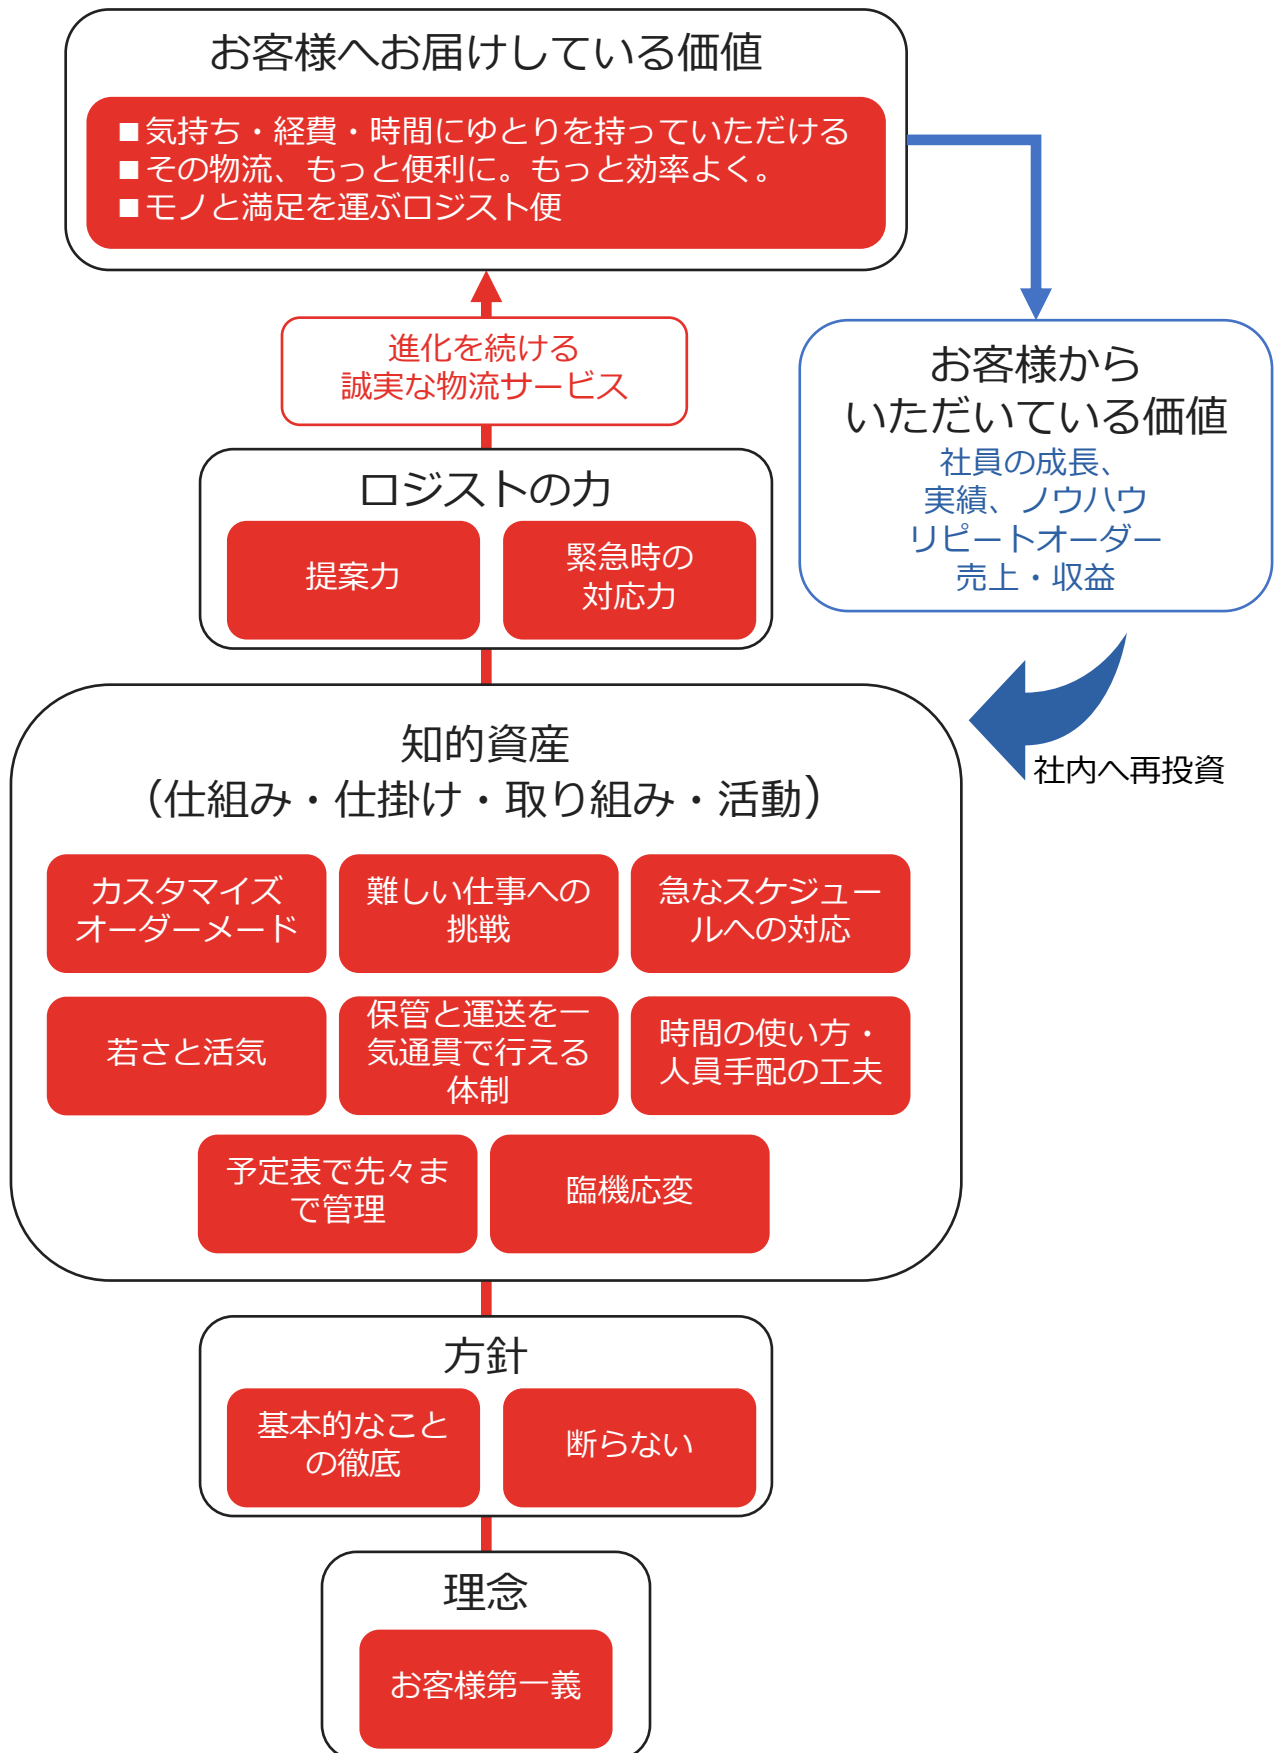 お客様へお届けしている価値
■気持ち・経費・時間にゆとりを持っていただける
■その物流、もっと便利に。もっと効率よく。
■モノと満足を運ぶロジスト便
進化を続ける
誠実な物流サービス
お客様から
いただいている価値
社員の成長、
実績、ノウハウ
リピートオーダー
売上・収益
ロジストの力
提案力
緊急時の
対応力
社内へ再投資
知的資産
（仕組み・仕掛け・取り組み・活動）
カスタマイズ
オーダーメード
難しい仕事への
挑戦
急なスケジュー
ルへの対応
若さと活気
保管と運送を一
気通貫で行える
体制
時間の使い方・
人員手配の工夫
予定表で先々ま
で管理
臨機応変
方針
基本的なこと
の徹底
断らない
理念
お客様第一義